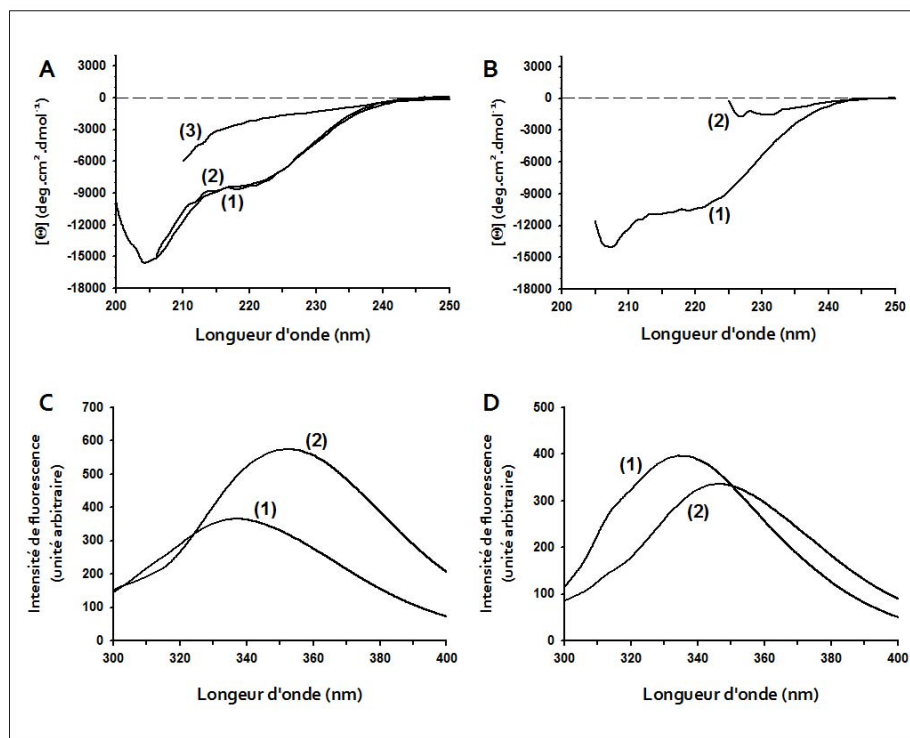 A
3000
0
-3000
-6000
-9000
-12000
-15000
-18000
[Θ] (deg.cm².dmol⁻¹)
(3)
(2)
(1)
200 210 220 230 240 250
Longueur d'onde (nm)
B
3000
0
-3000
-6000
-9000
-12000
-15000
-18000
[Θ] (deg.cm².dmol⁻¹)
(2)
(1)
200 210 220 230 240 250
Longueur d'onde (nm)
C
700
600
500
400
300
200
100
0
Intensité de fluorescence
(unité arbitraire)
(2)
(1)
300 320 340 360 380 400
Longeur d'onde (nm)
D
500
400
300
200
100
0
Intensité de fluorescence
(unité arbitraire)
(1)
(2)
300 320 340 360 380 400
Longeur d'onde (nm)